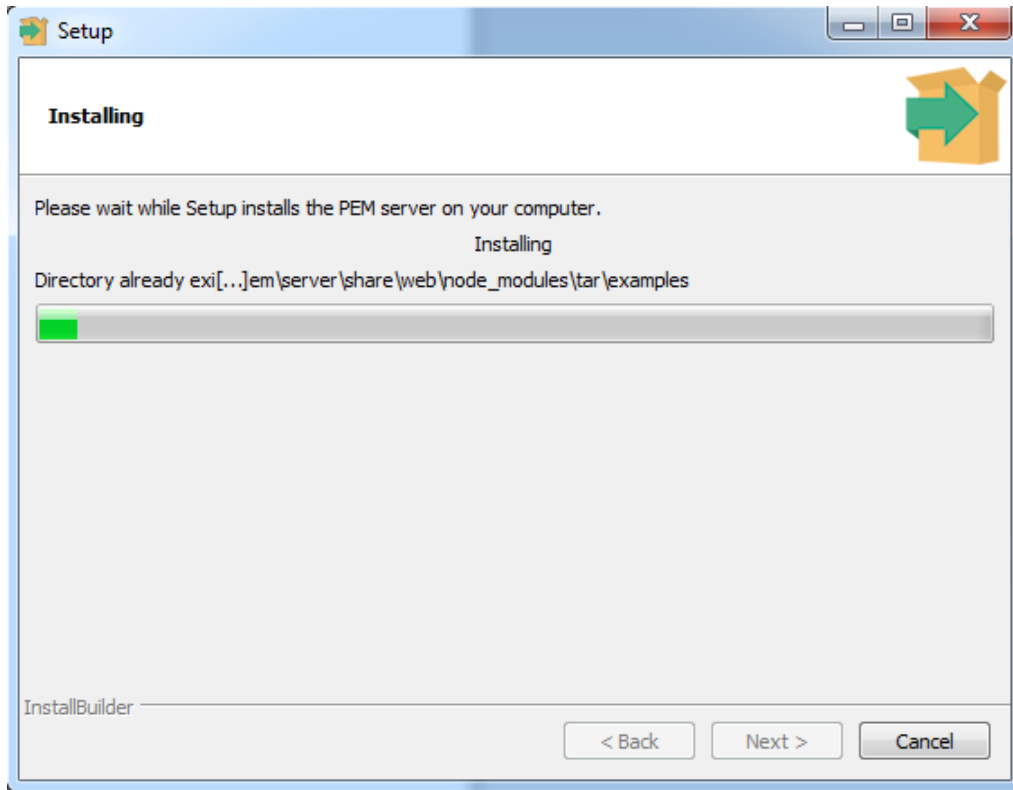 Setup
Installing
Please wait while Setup installs the PEM server on your computer.
Installing
Directory already exi[...]em\server\share\web\node_modules\tar\examples
InstallBuilder
< Back
Next >
Cancel